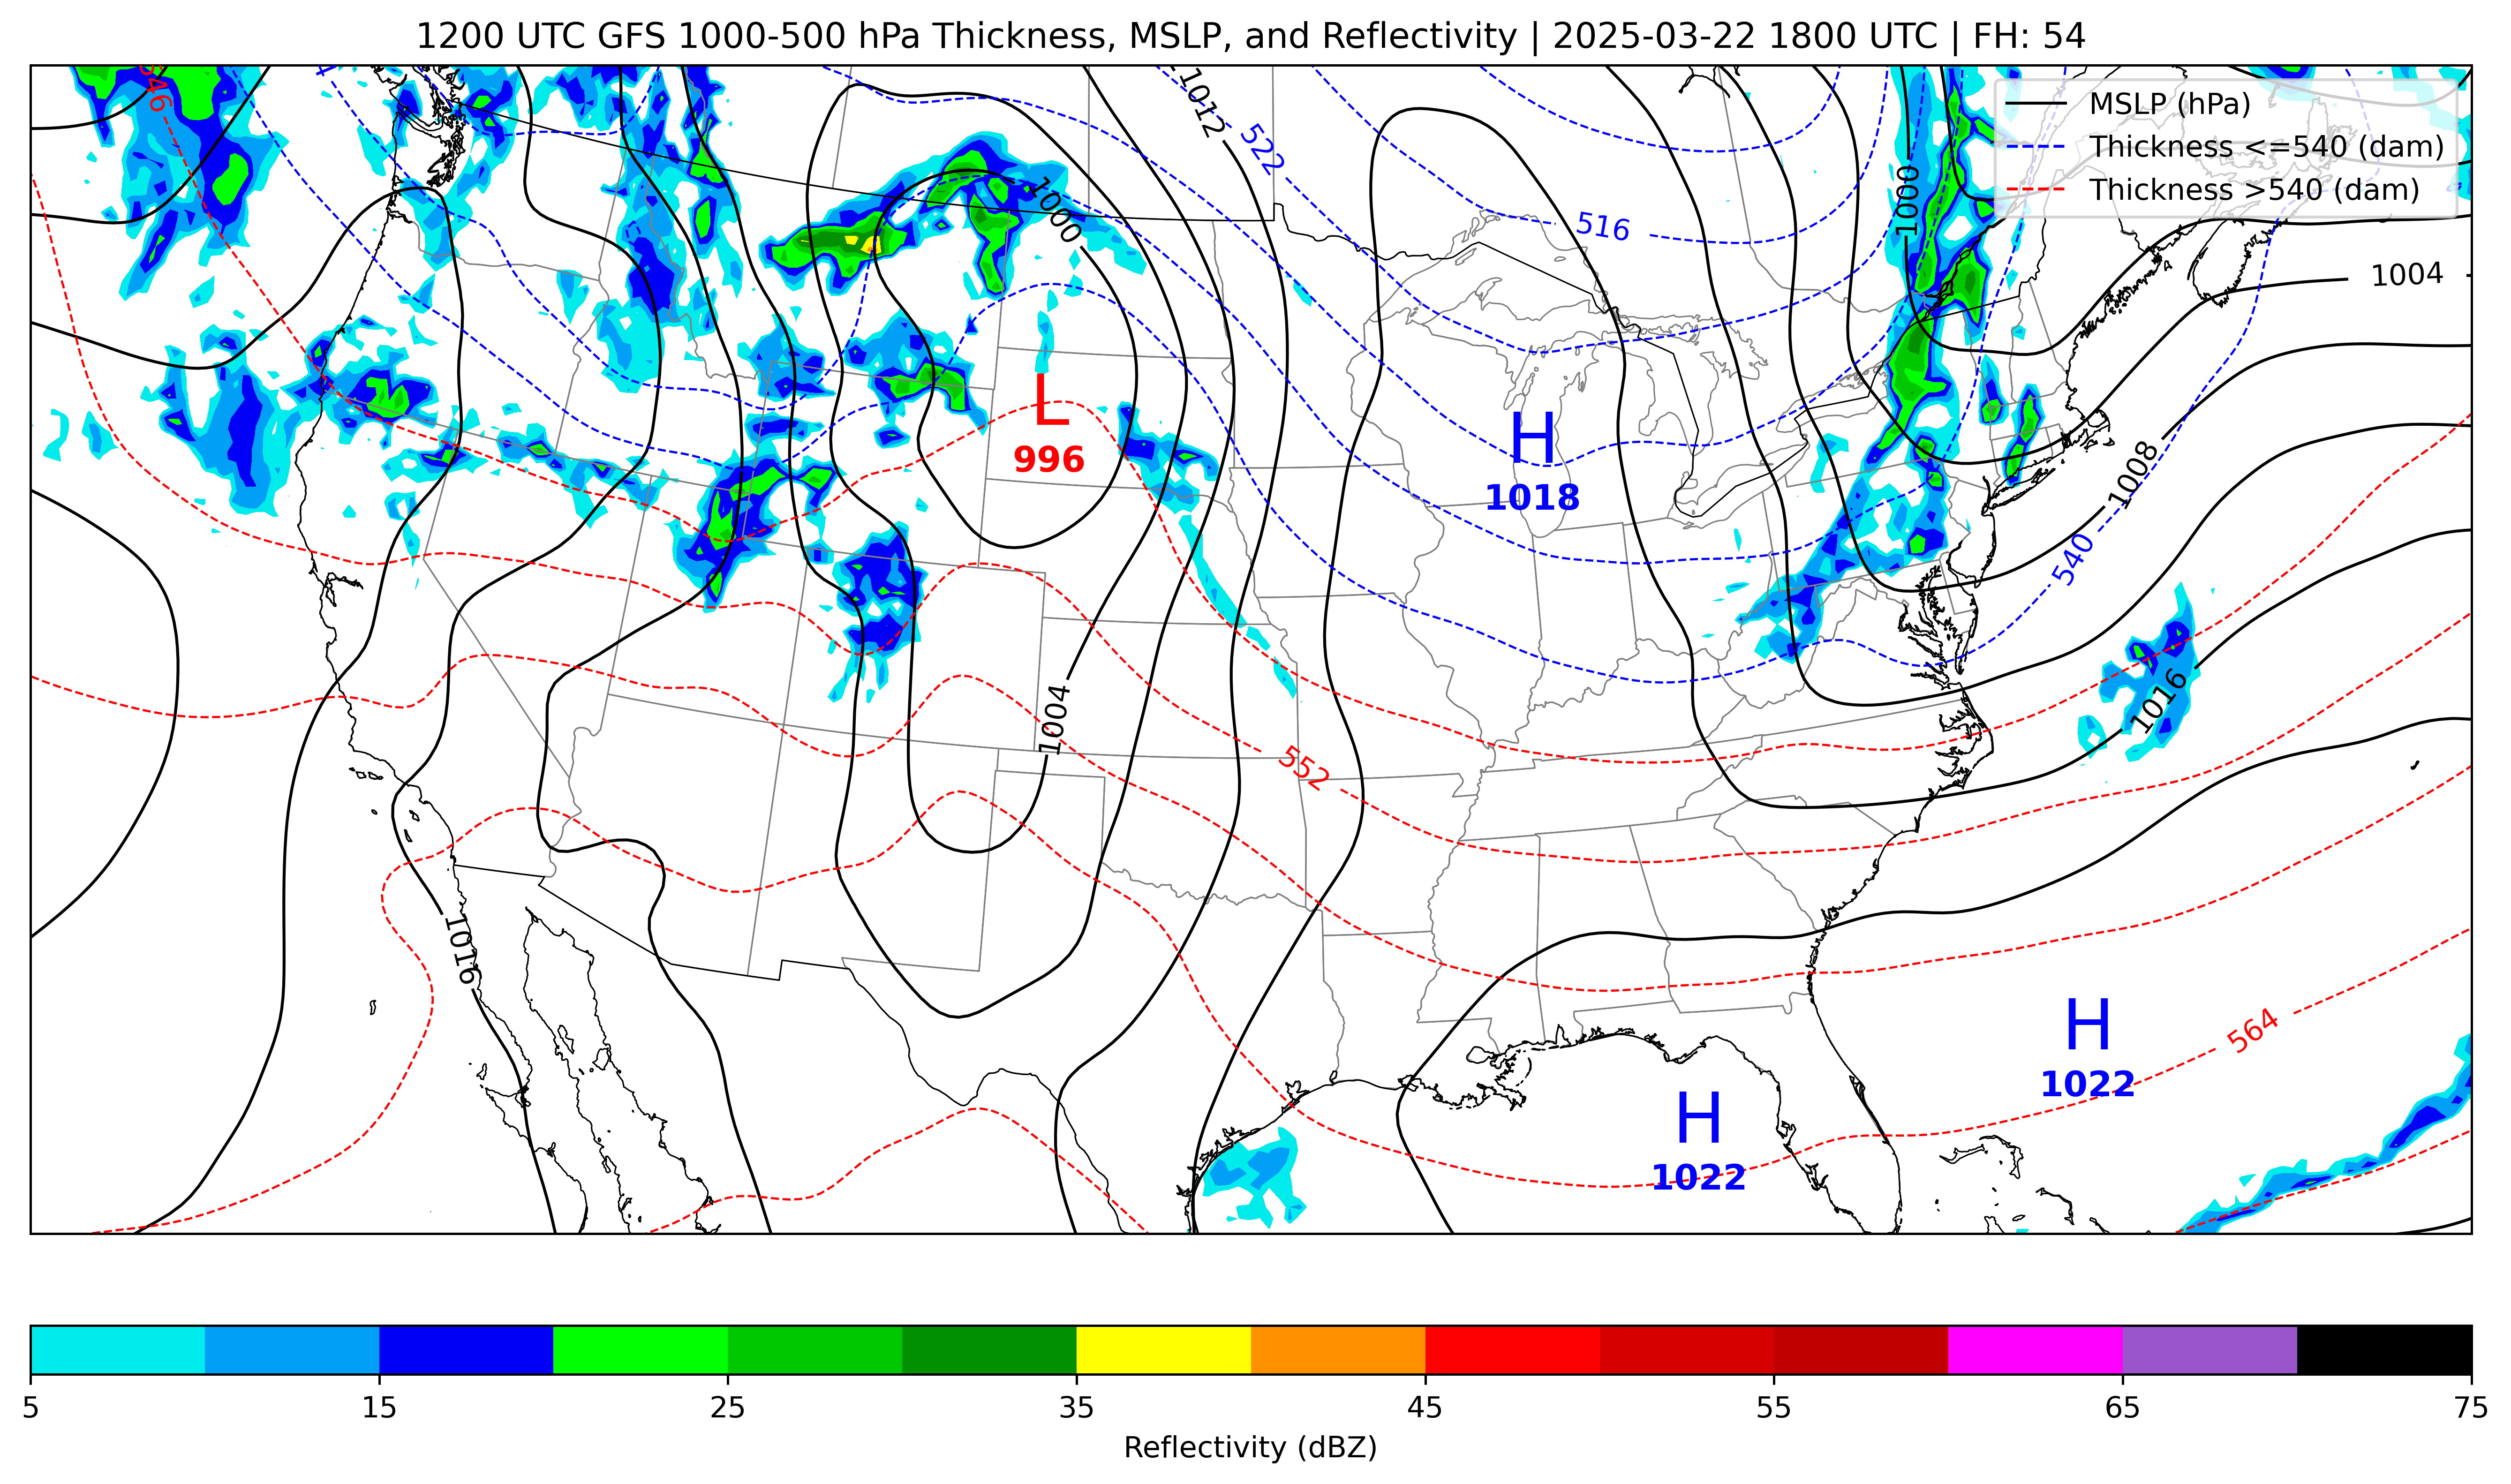 1200 UTC GFS 1000-500 hPa Thickness, MSLP, and Reflectivity | 2025-03-22 1800 UTC | FH: 54
MSLP (hPa)
Thickness <=540 (dam)
Thickness >540 (dam)
546
1012
522
516
1000
1000
1004
L
996
H
1018
1008
540
1016
1004
552
1016
H
1022
564
H
1022
5
15
25
35
45
55
65
75
Reflectivity (dBZ)